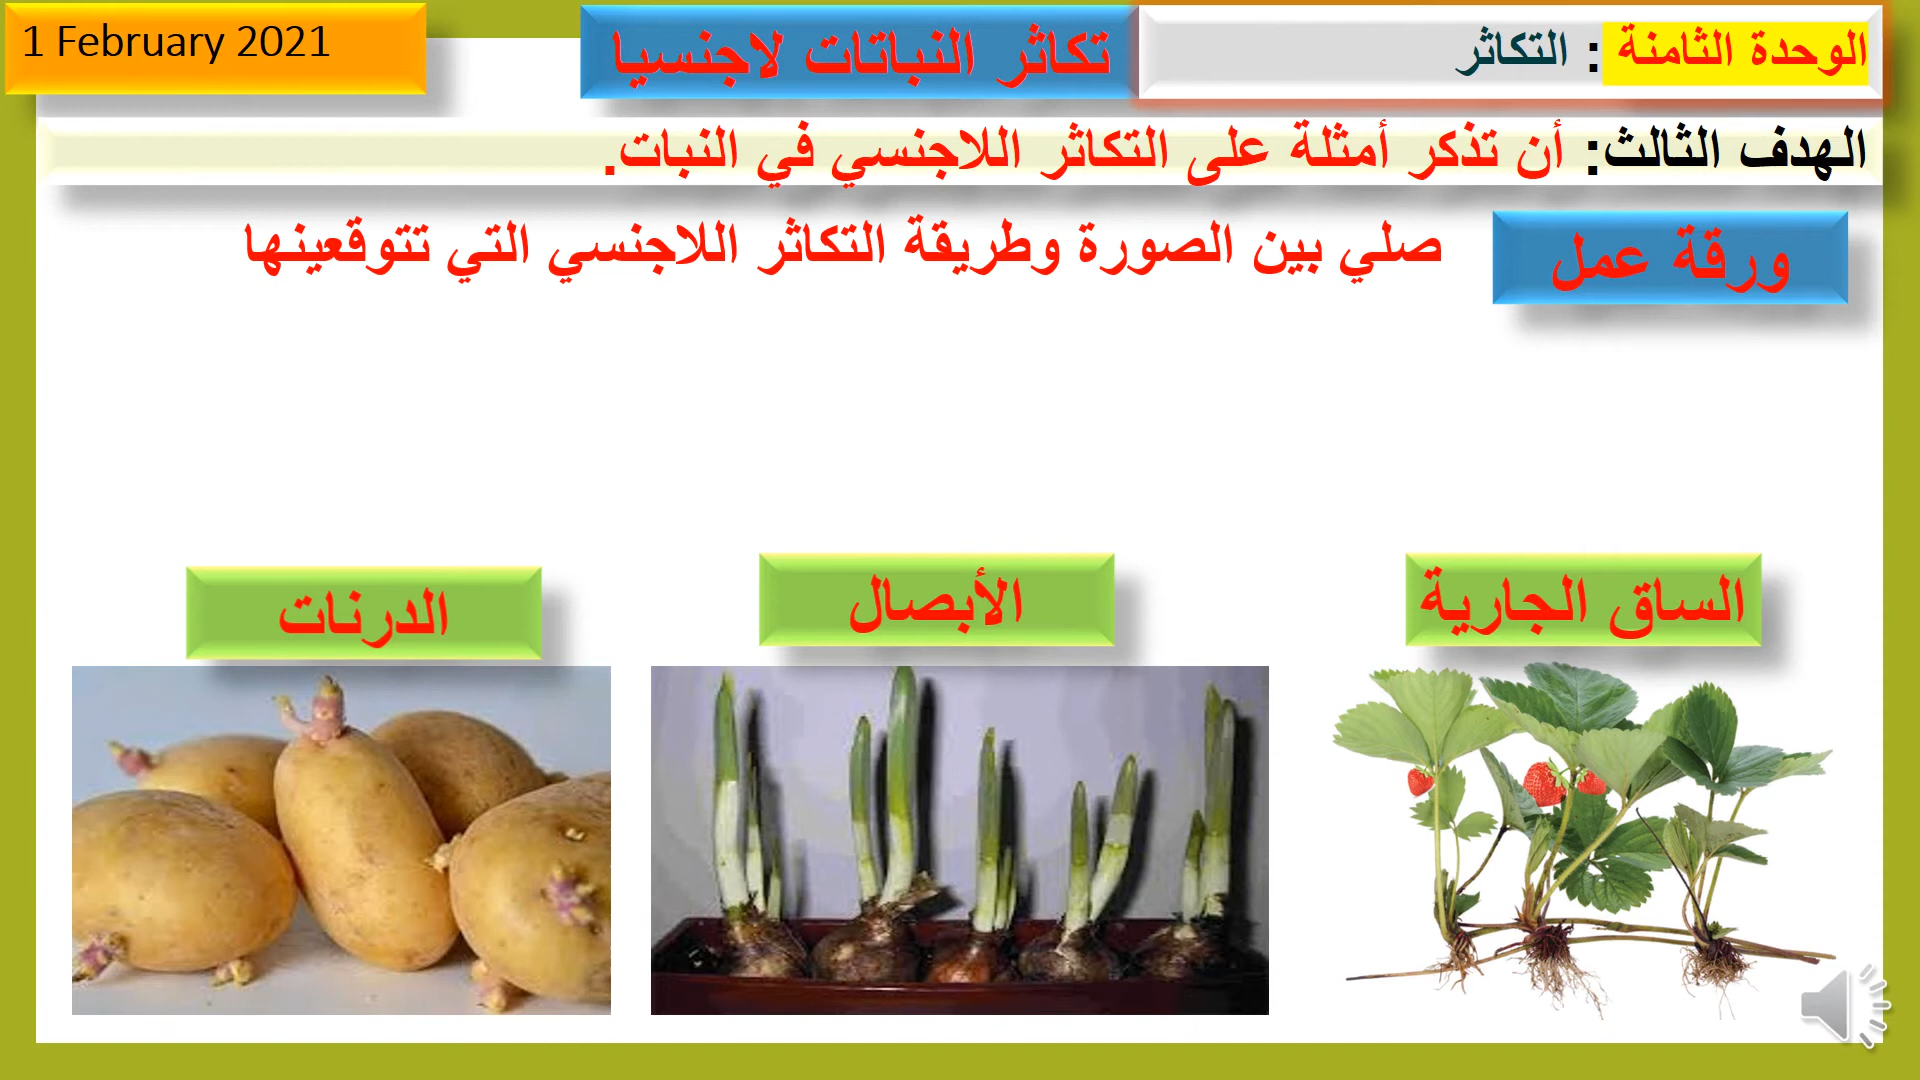 الوحدة الثامنة : التكاثر
تكاثر النباتات لاجنسيا
1 February 2021
الهدف الثالث: أن تذكر أمثلة على التكاثر اللاجنسي في النبات.
ورقة عمل
صلي بين الصورة وطريقة التكاثر اللاجنسي التي تتوقعينها
الساق الجارية
الأبصال
الدرنات